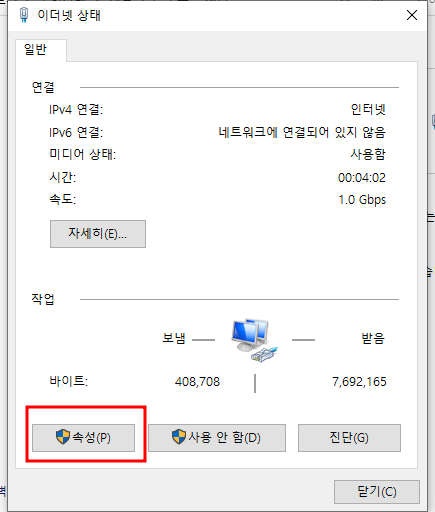 이더넷 상태
일반
연결
IPv4 연결: 인터넷
IPv6 연결: 네트워크에 연결되어 있지 않음
미디어 상태: 사용함
시간: 00:04:02
속도: 1.0 Gbps
자세히(E)...
작업
보냄 받음
바이트: 408,708 7,692,165
속성(P) 사용 안 함(D) 진단(G)
닫기(C)